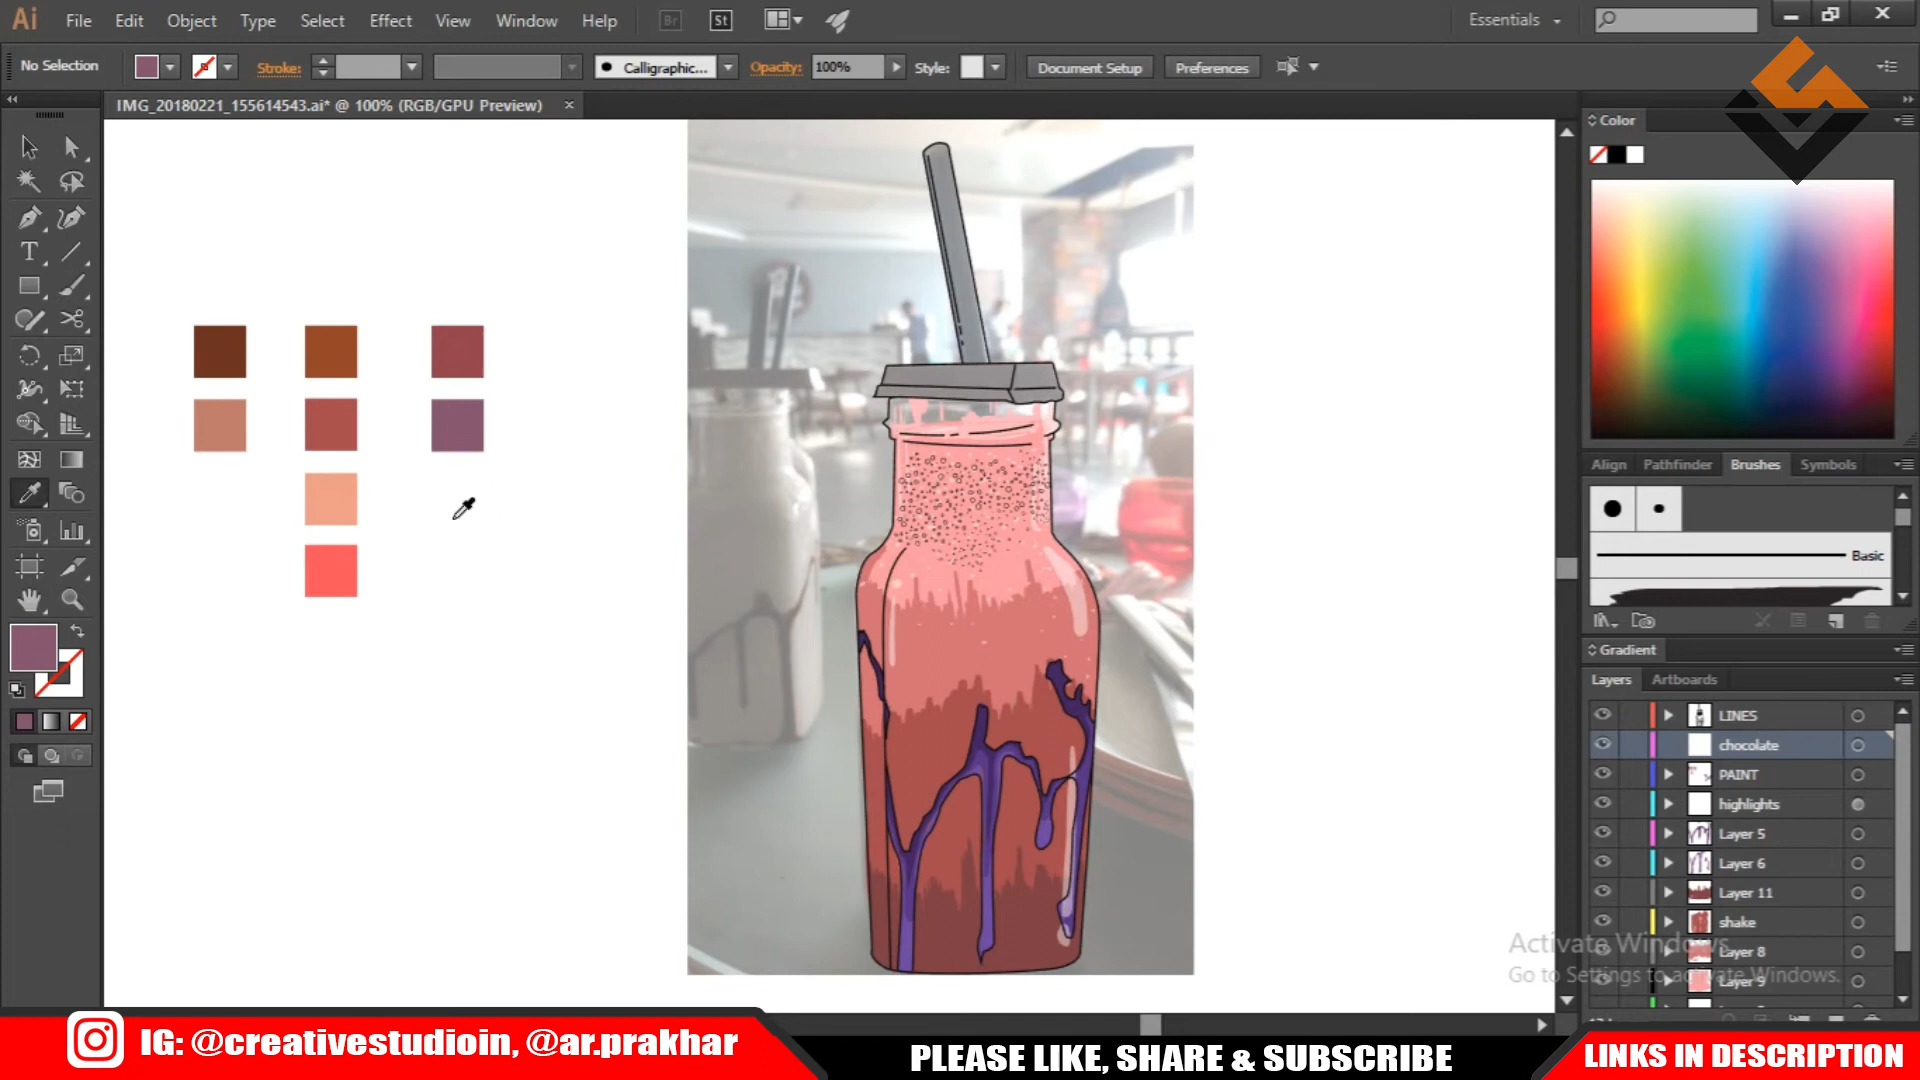 Ai File Edit Object Type Select Effect View Window Help Br St Essentials
No Selection Stroke: Calligraphic... Opacity: 100% Style: Document Setup Preferences
IMG_20180221_155614543.ai* @ 100% (RGB/GPU Preview)
Color
Align Pathfinder Brushes Symbols
Basic
Gradient
Layers Artboards
LINES
chocolate
PAINT
highlights
Layer 5
Layer 6
Layer 11
shake
Layer 8
Layer 9
Activate Windows
Go to Settings to activate Windows.
IG: @creativestudioin, @ar.prakhar
PLEASE LIKE, SHARE & SUBSCRIBE
LINKS IN DESCRIPTION